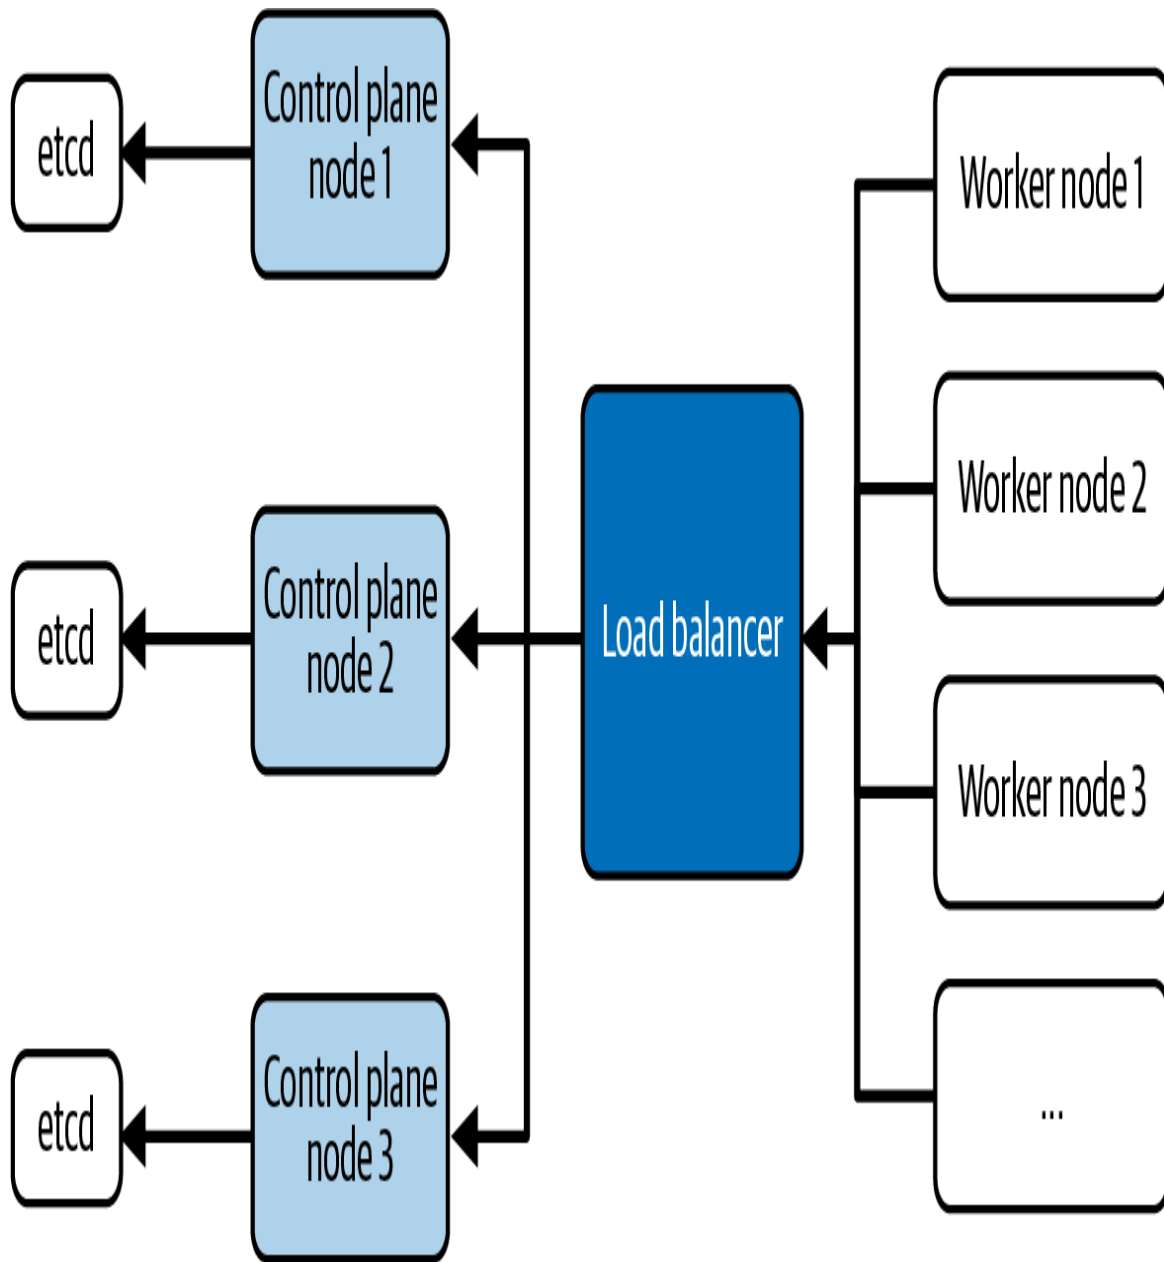 etcd
Control plane
node 1
etcd
Control plane
node 2
etcd
Control plane
node 3
Load balancer
Worker node 1
Worker node 2
Worker node 3
...